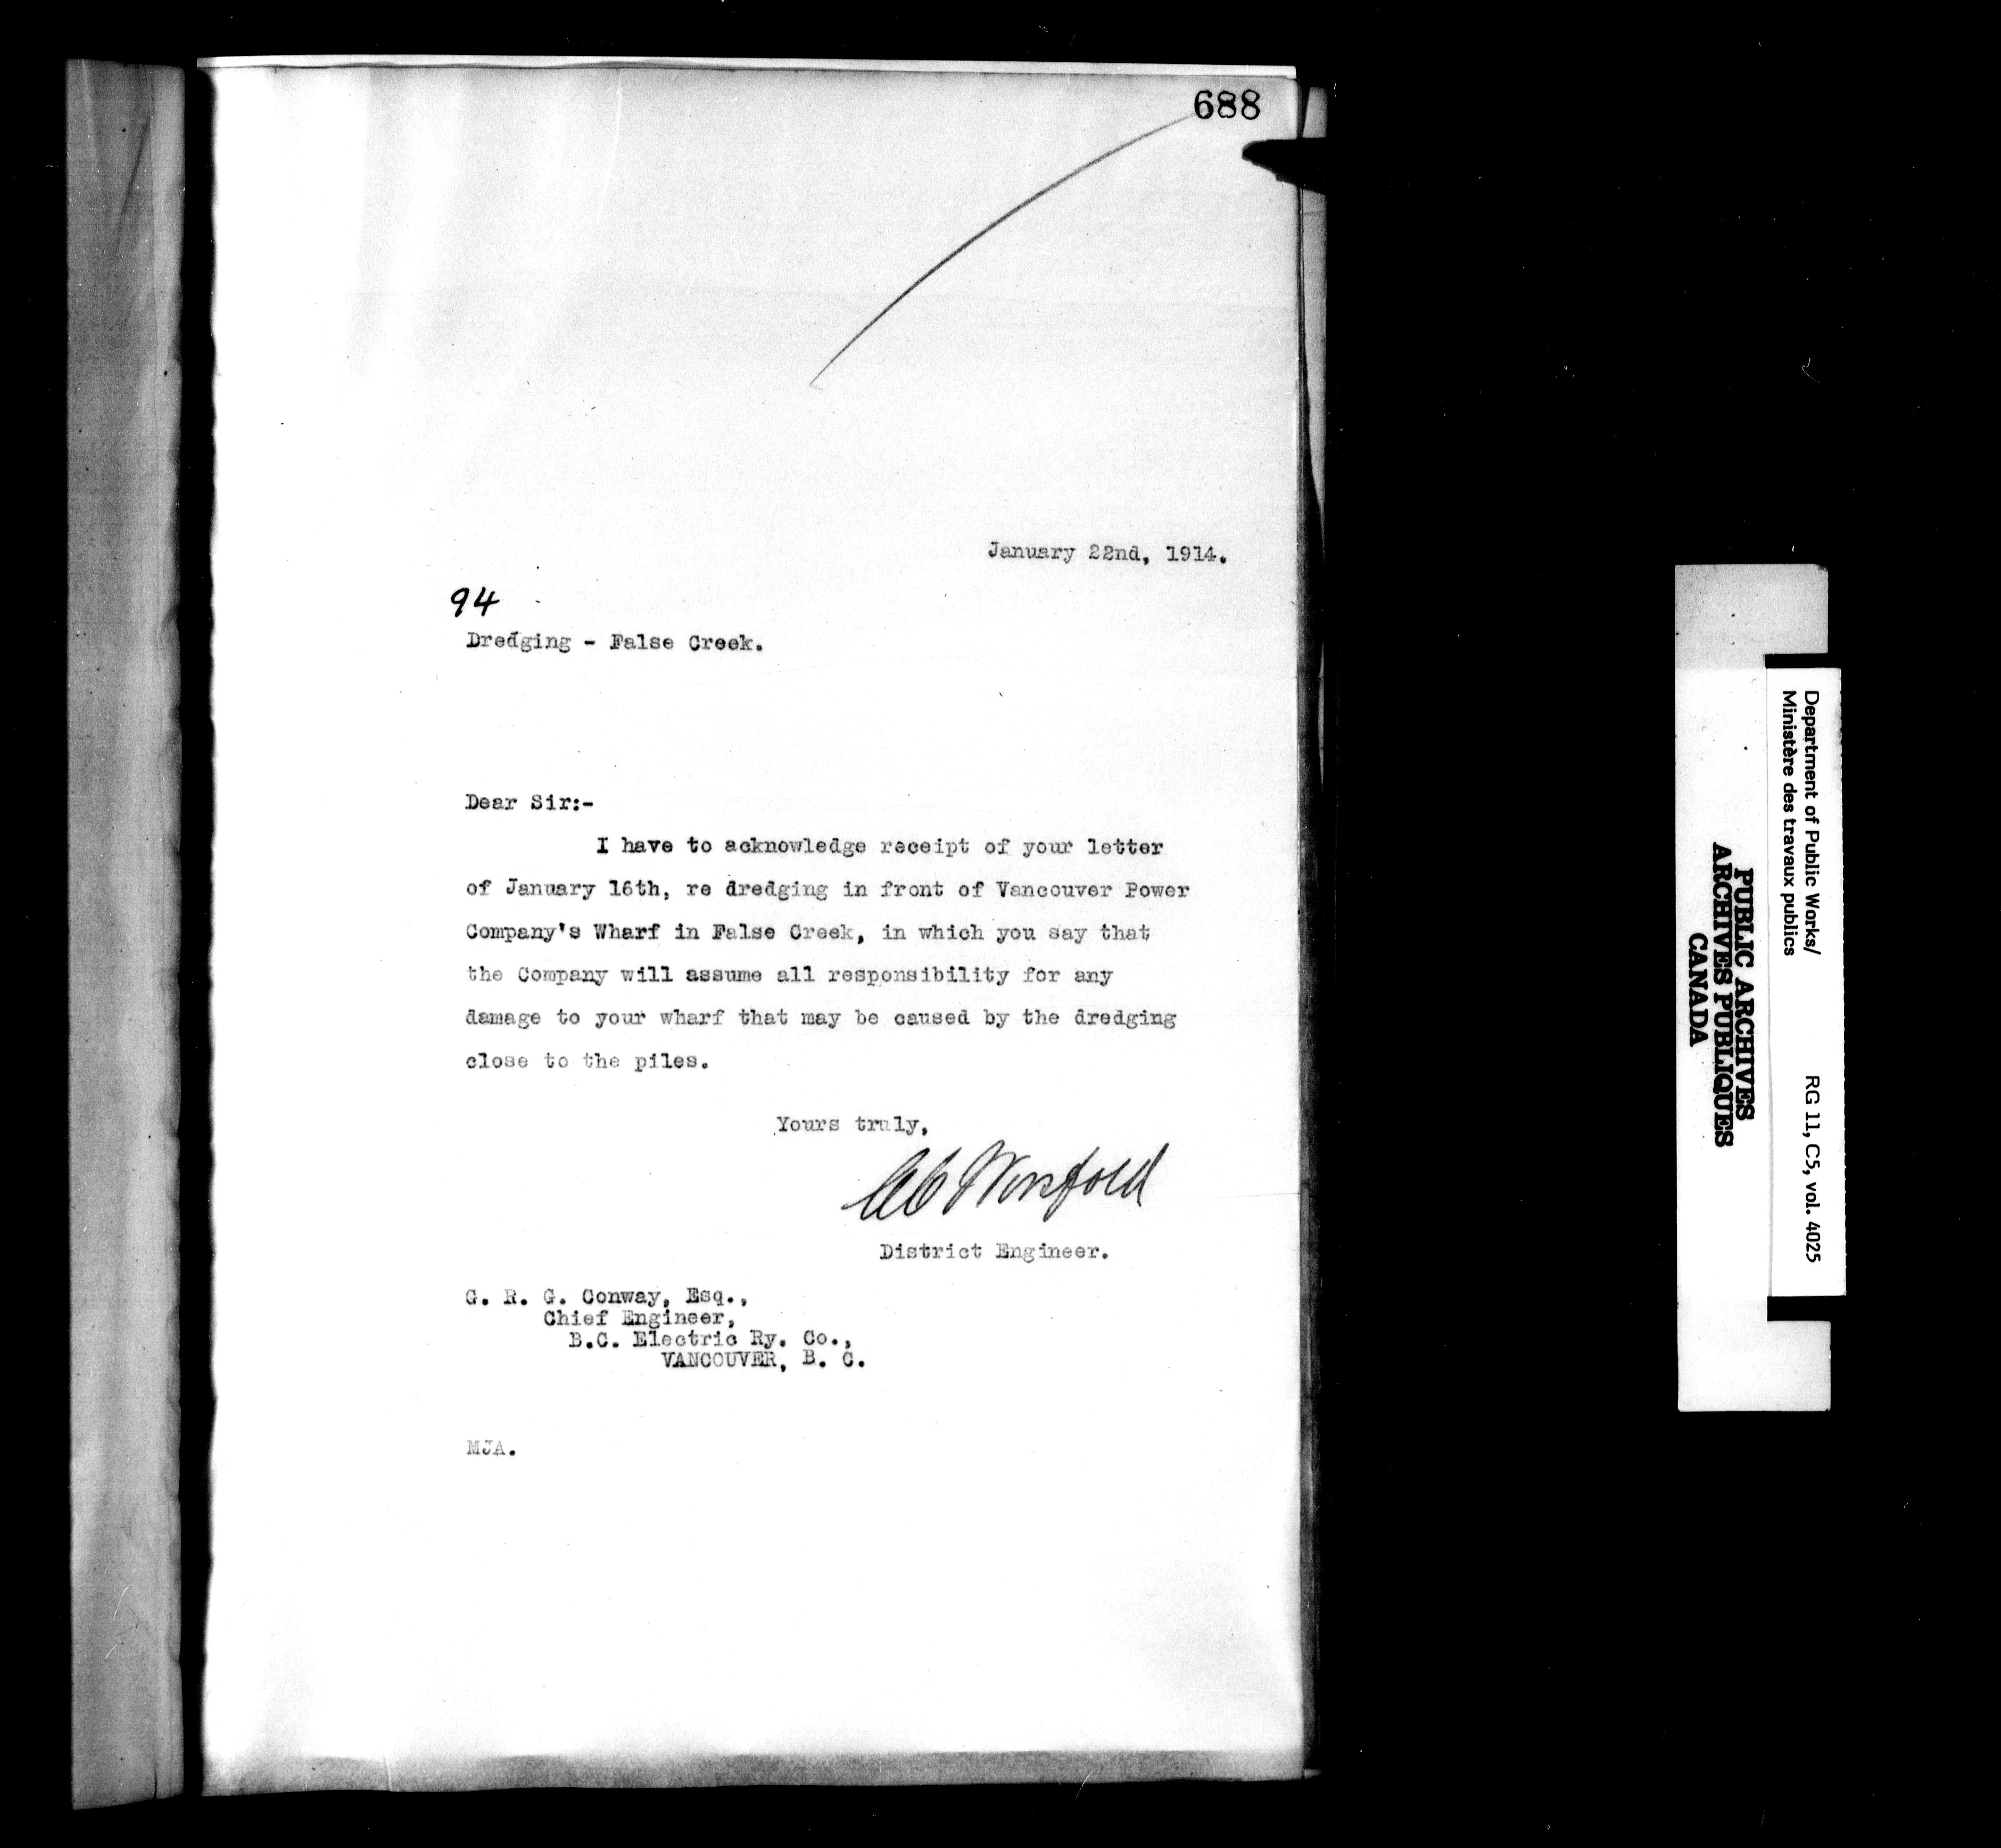 688
January 22nd, 1914.
94
Dredging - False Creek.
Dear Sir:-
I have to acknowledge receipt of your letter
of January 16th, re dredging in front of Vancouver Power
Company's Wharf in False Creek, in which you say that
the Company will assume all responsibility for any
damage to your wharf that may be caused by the dredging
close to the piles.
Yours truly,
CC Worsfold
District Engineer.
G. R. G. Conway, Esq.,
Chief Engineer,
B.C. Electric Ry. Co.,
VANCOUVER, B. C.
MJA.
Department of Public Works/
Ministère des travaux publics
RG 11, C5, vol. 4025
PUBLIC ARCHIVES
ARCHIVES PUBLIQUES
CANADA